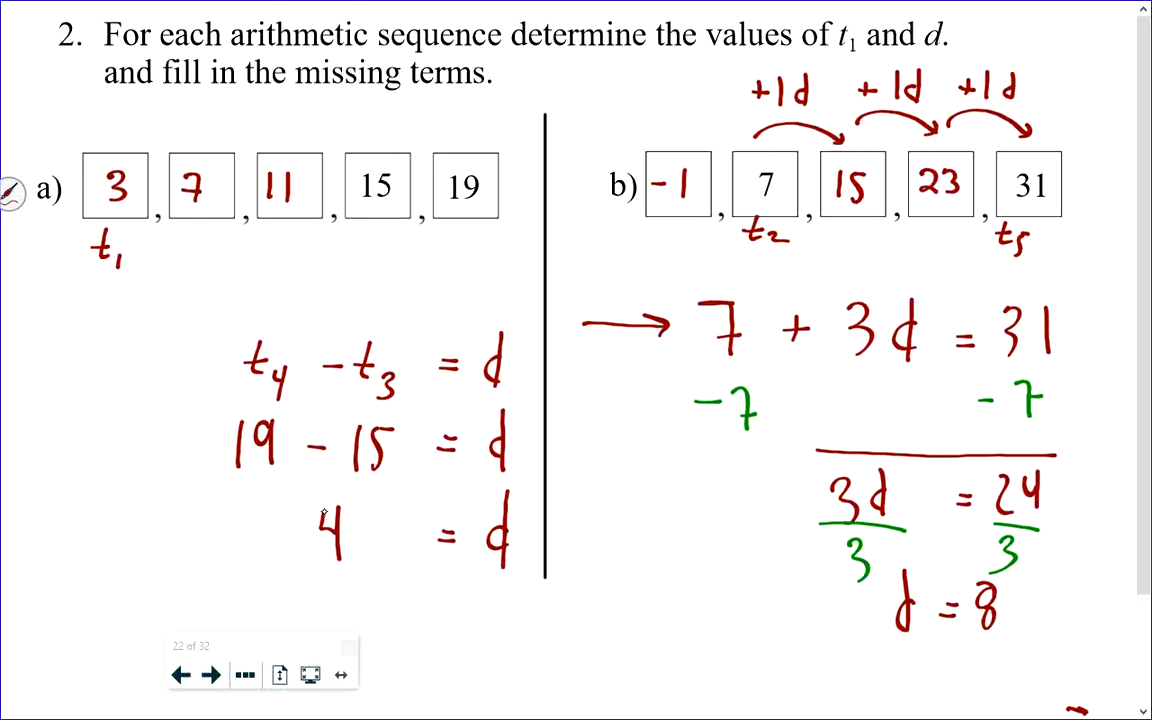 2. For each arithmetic sequence determine the values of t₁ and d.
and fill in the missing terms.
a) 3 , 7 , 11 , 15 , 19
t₁
t₄ - t₃ = d
19 - 15 = d
4 = d
+1d +1d +1d
b) -1 , 7 , 15 , 23 , 31
t₂ t₅
→ 7 + 3d = 31
-7 -7
3d = 24
3 3
d = 8
22 of 32